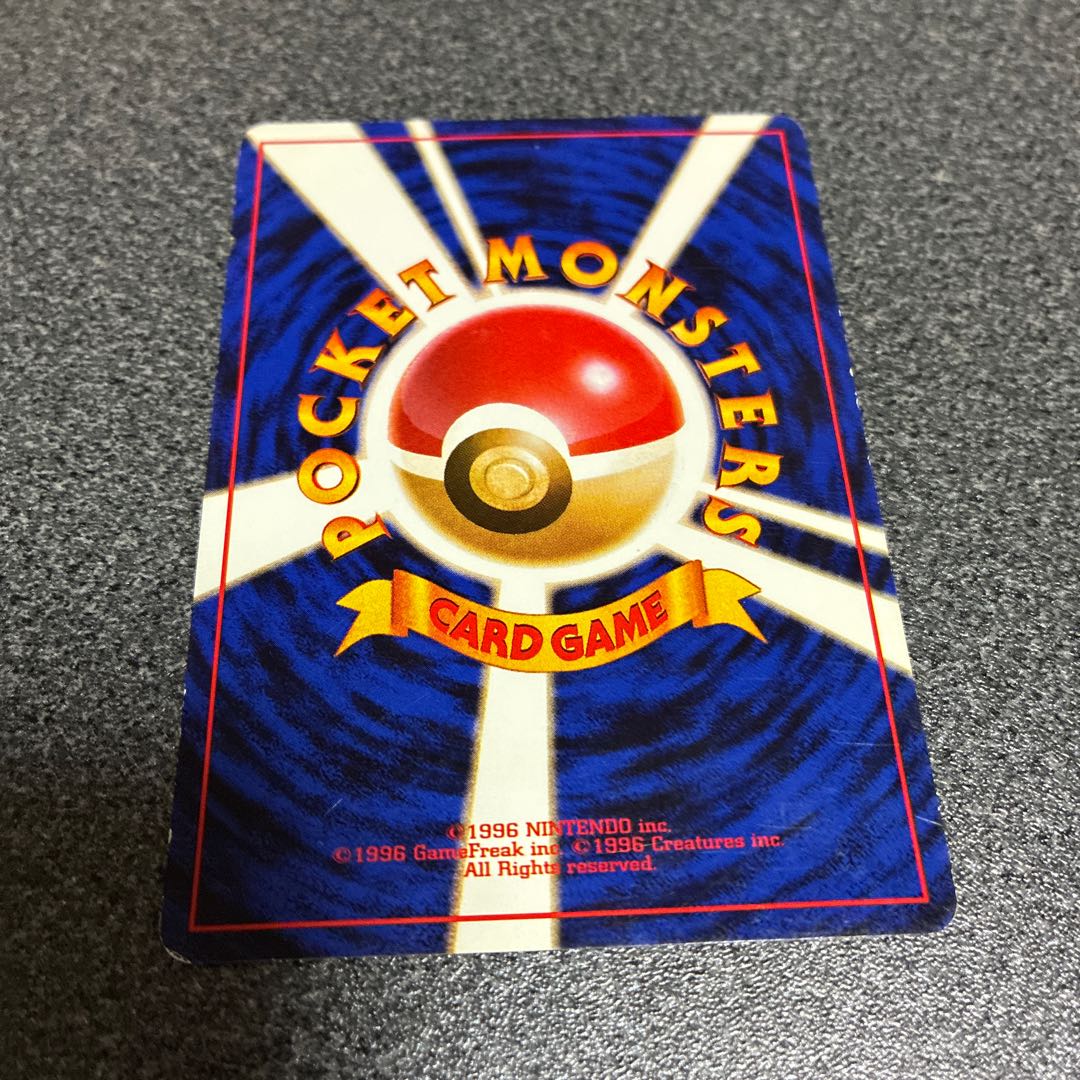 POCKET MONSTERS
CARD GAME
©1996 NINTENDO inc.
©1996 GameFreak inc. ©1996 Creatures inc.
All Rights reserved.